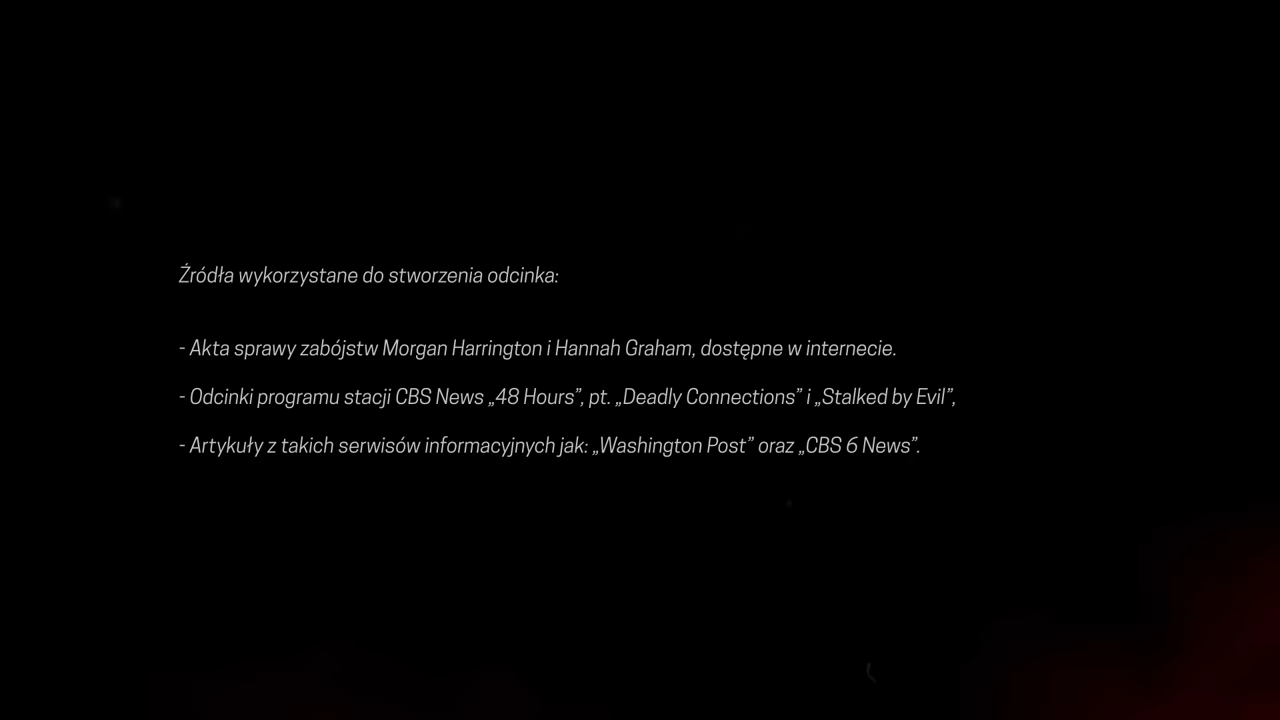 Źródła wykorzystane do stworzenia odcinka:
- Akta sprawy zabójstw Morgan Harrington i Hannah Graham, dostępne w internecie.
- Odcinki programu stacji CBS News „48 Hours”, pt. „Deadly Connections” i „Stalked by Evil”,
- Artykuły z takich serwisów informacyjnych jak: „Washington Post” oraz „CBS 6 News”.